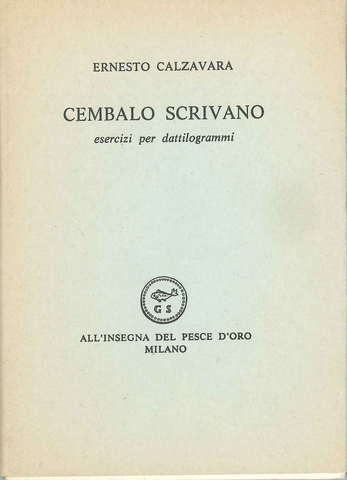 ERNESTO CALZAVARA
CEMBALO SCRIVANO
esercizi per dattilogrammi
G S
ALL'INSEGNA DEL PESCE D'ORO
MILANO